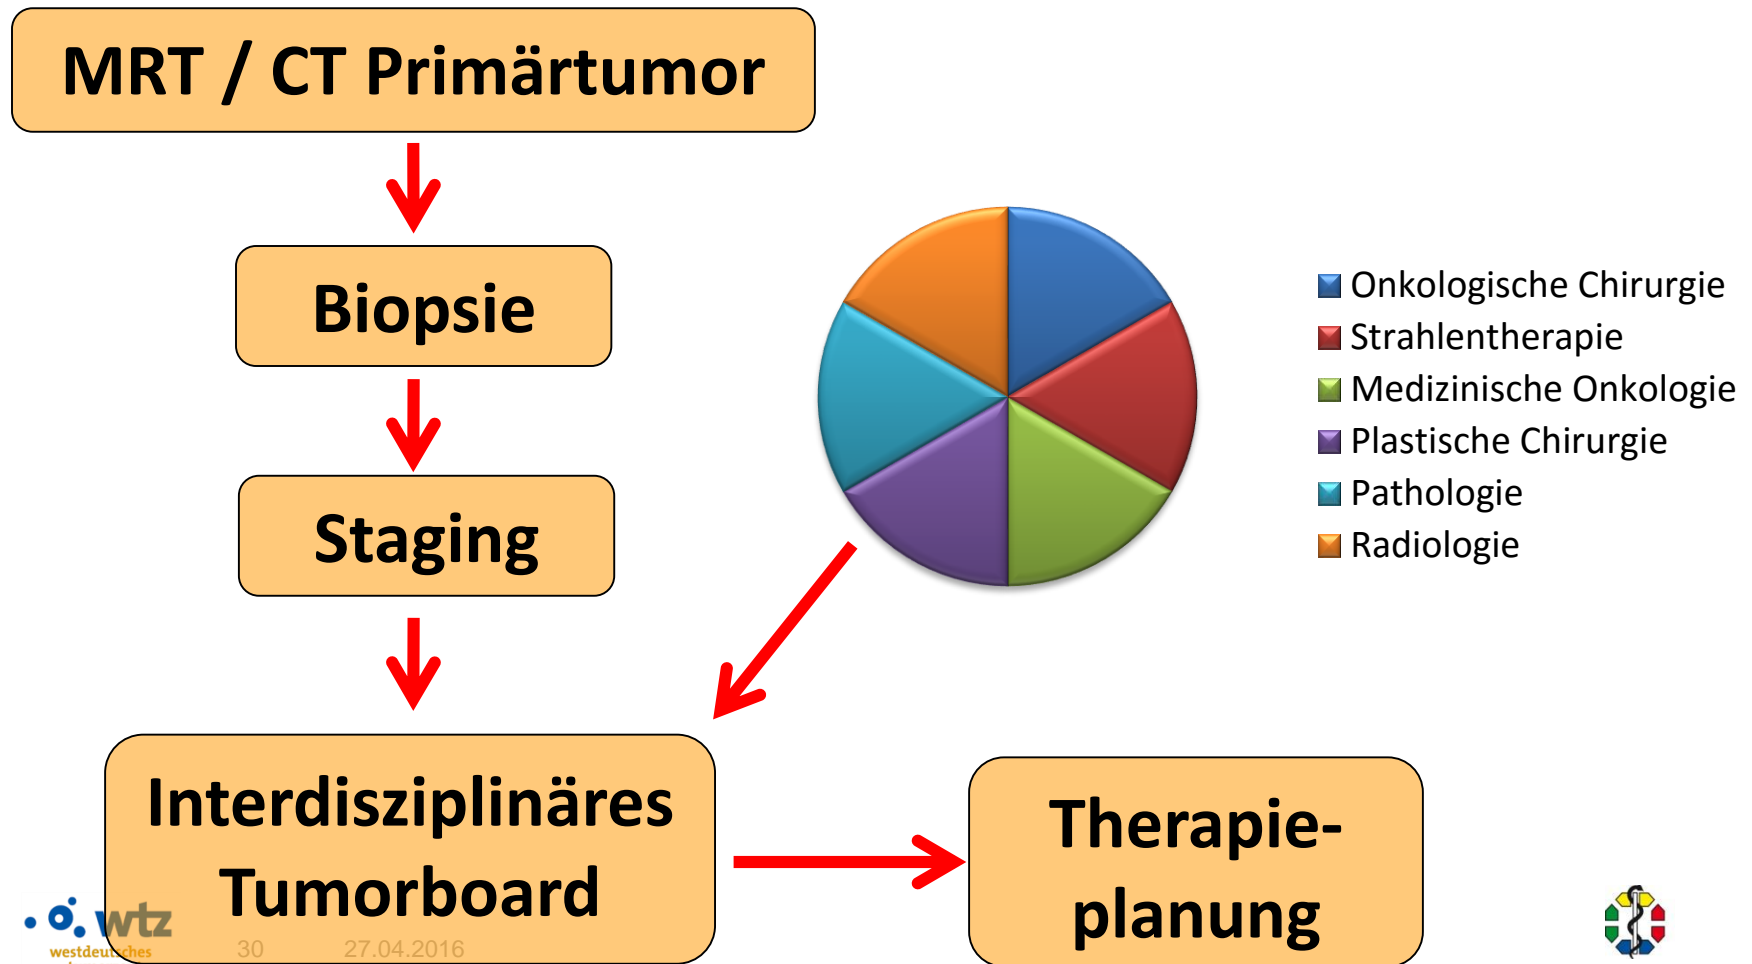 MRT / CT Primärtumor
Biopsie
Staging
Onkologische Chirurgie
Strahlentherapie
Medizinische Onkologie
Plastische Chirurgie
Pathologie
Radiologie
Interdisziplinäres
Tumorboard
Therapie-
planung
wtz
westdeutsches
30 27.04.2016